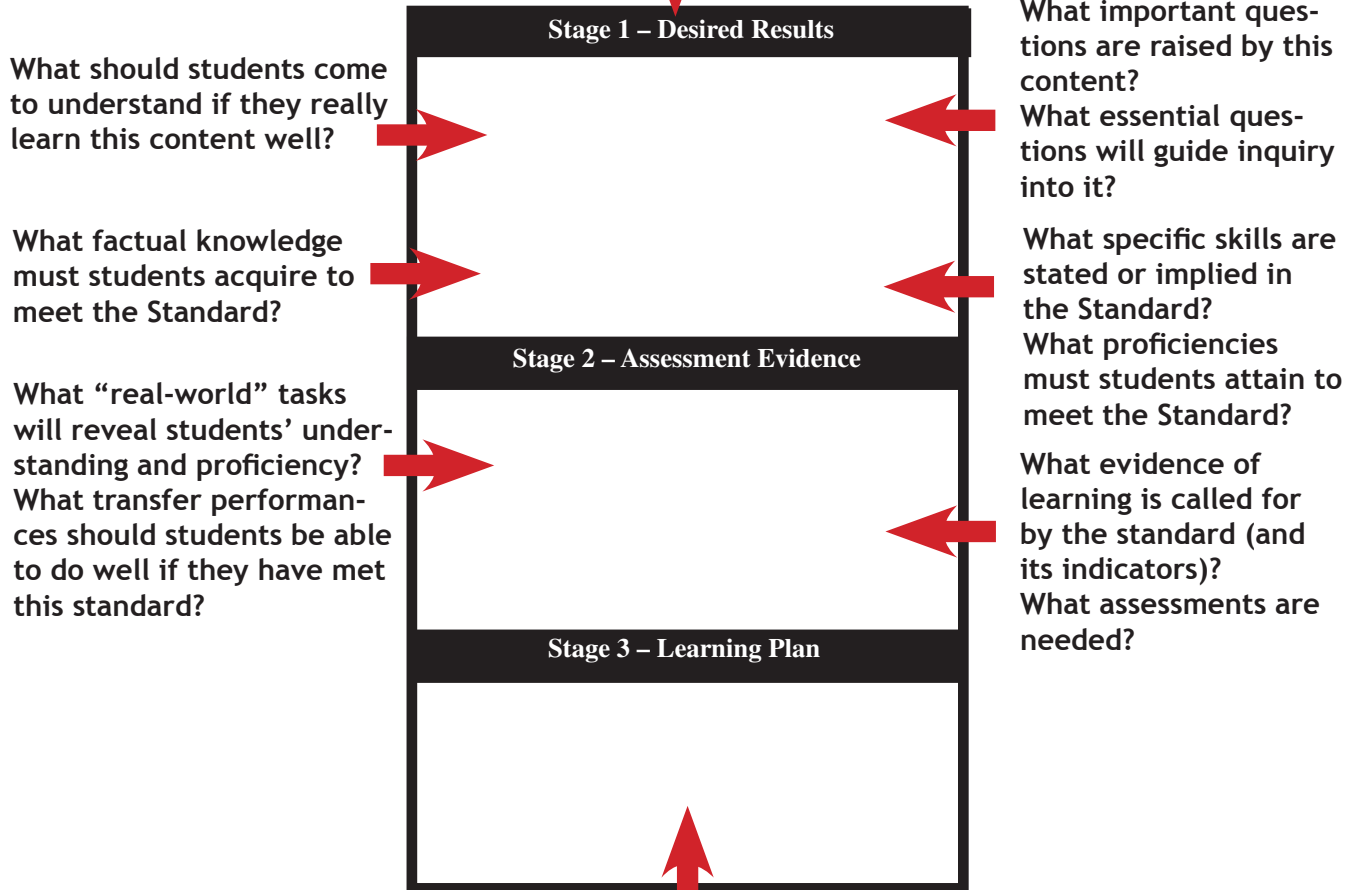 Stage 1 – Desired Results
What should students come
to understand if they really
learn this content well?
What important ques-
tions are raised by this
content?
What essential ques-
tions will guide inquiry
into it?
What factual knowledge
must students acquire to
meet the Standard?
What specific skills are
stated or implied in
the Standard?
What proficiencies
must students attain to
meet the Standard?
Stage 2 – Assessment Evidence
What “real-world” tasks
will reveal students’ under-
standing and proficiency?
What transfer performan-
ces should students be able
to do well if they have met
this standard?
What evidence of
learning is called for
by the standard (and
its indicators)?
What assessments are
needed?
Stage 3 – Learning Plan